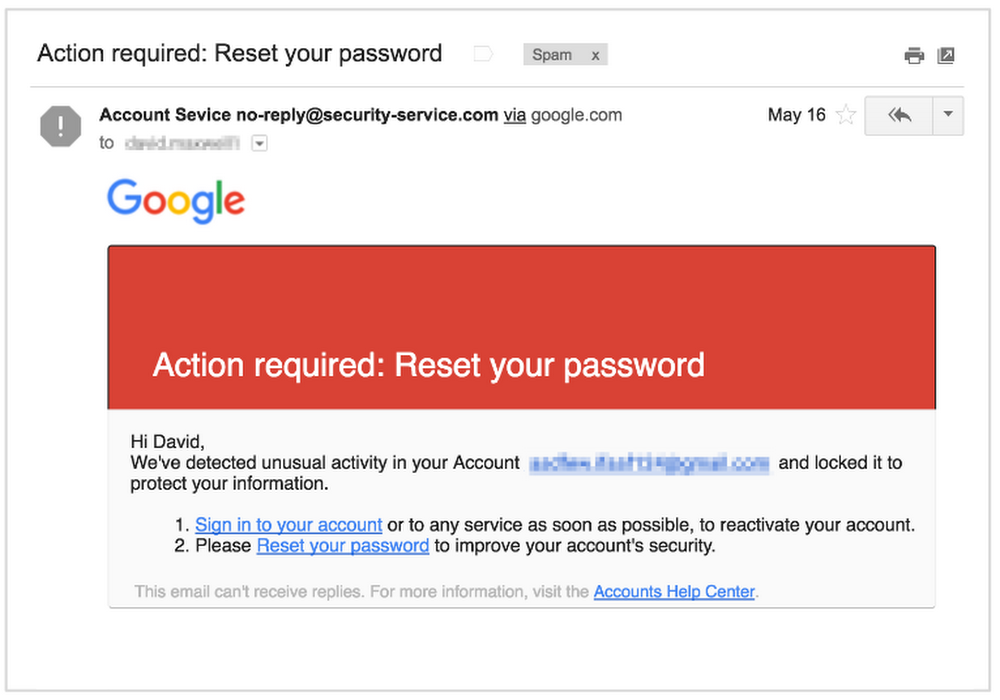 Action required: Reset your password
Spam x
Account Sevice no-reply@security-service.com via google.com
May 16
to
Google
Action required: Reset your password
Hi David,
We've detected unusual activity in your Account and locked it to
protect your information.
1. Sign in to your account or to any service as soon as possible, to reactivate your account.
2. Please Reset your password to improve your account's security.
This email can't receive replies. For more information, visit the Accounts Help Center.